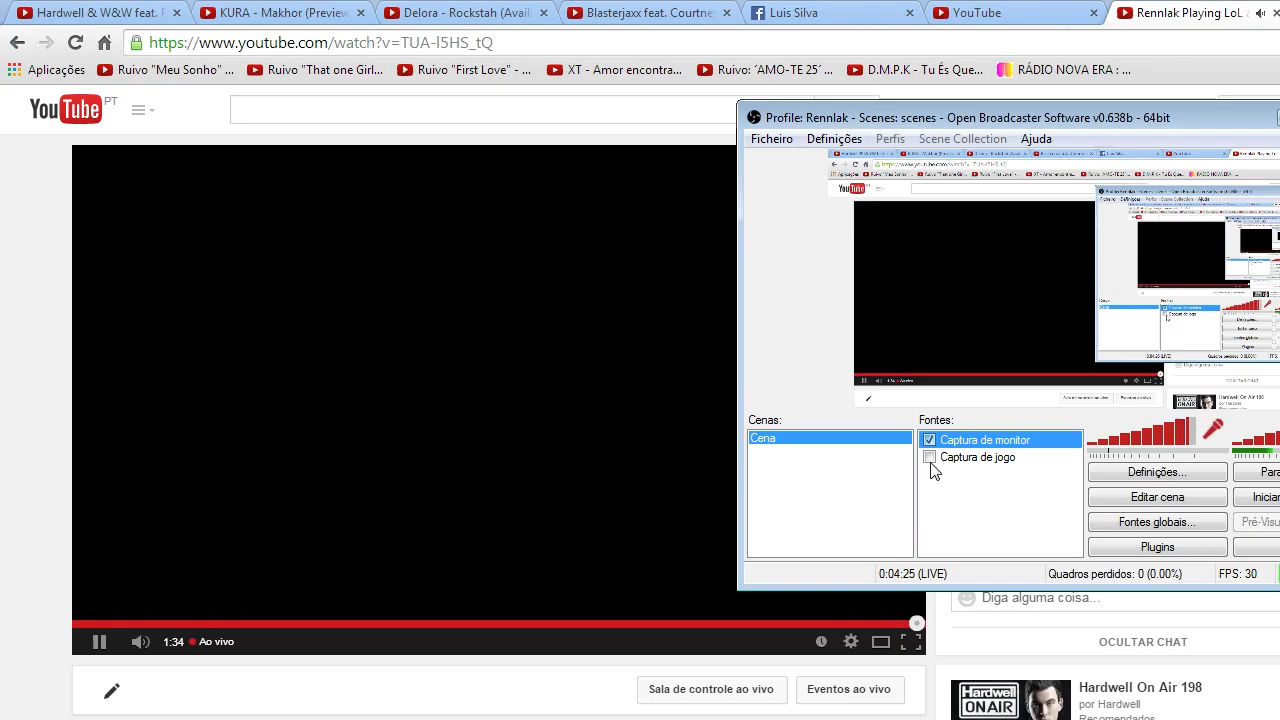 Hardwell & W&W feat. F
KURA - Makhor (Preview
Delora - Rockstah (Avail
Blasterjaxx feat. Courtne
Luis Silva
YouTube
Rennlak Playing LoL
https://www.youtube.com/watch?v=TUA-l5HS_tQ
Aplicações
Ruivo "Meu Sonho" ...
Ruivo "That one Girl...
Ruivo "First Love" - ...
XT - Amor encontra...
Ruivo: ´AMO-TE 25´ ...
D.M.P.K - Tu És Que...
RÁDIO NOVA ERA : ...
YouTube PT
Profile: Rennlak - Scenes: scenes - Open Broadcaster Software v0.638b - 64bit
Ficheiro Definições Perfis Scene Collection Ajuda
Cenas:
Cena
Fontes:
Captura de monitor
Captura de jogo
Definições...
Para
Editar cena
Iniciar
Fontes globais...
Pré-Visu
Plugins
0:04:25 (LIVE)
Quadros perdidos: 0 (0.00%)
FPS: 30
1:34 Ao vivo
Diga alguma coisa...
OCULTAR CHAT
Sala de controle ao vivo
Eventos ao vivo
HARDWELL
ON AIR
Hardwell On Air 198
por Hardwell
Recomendados